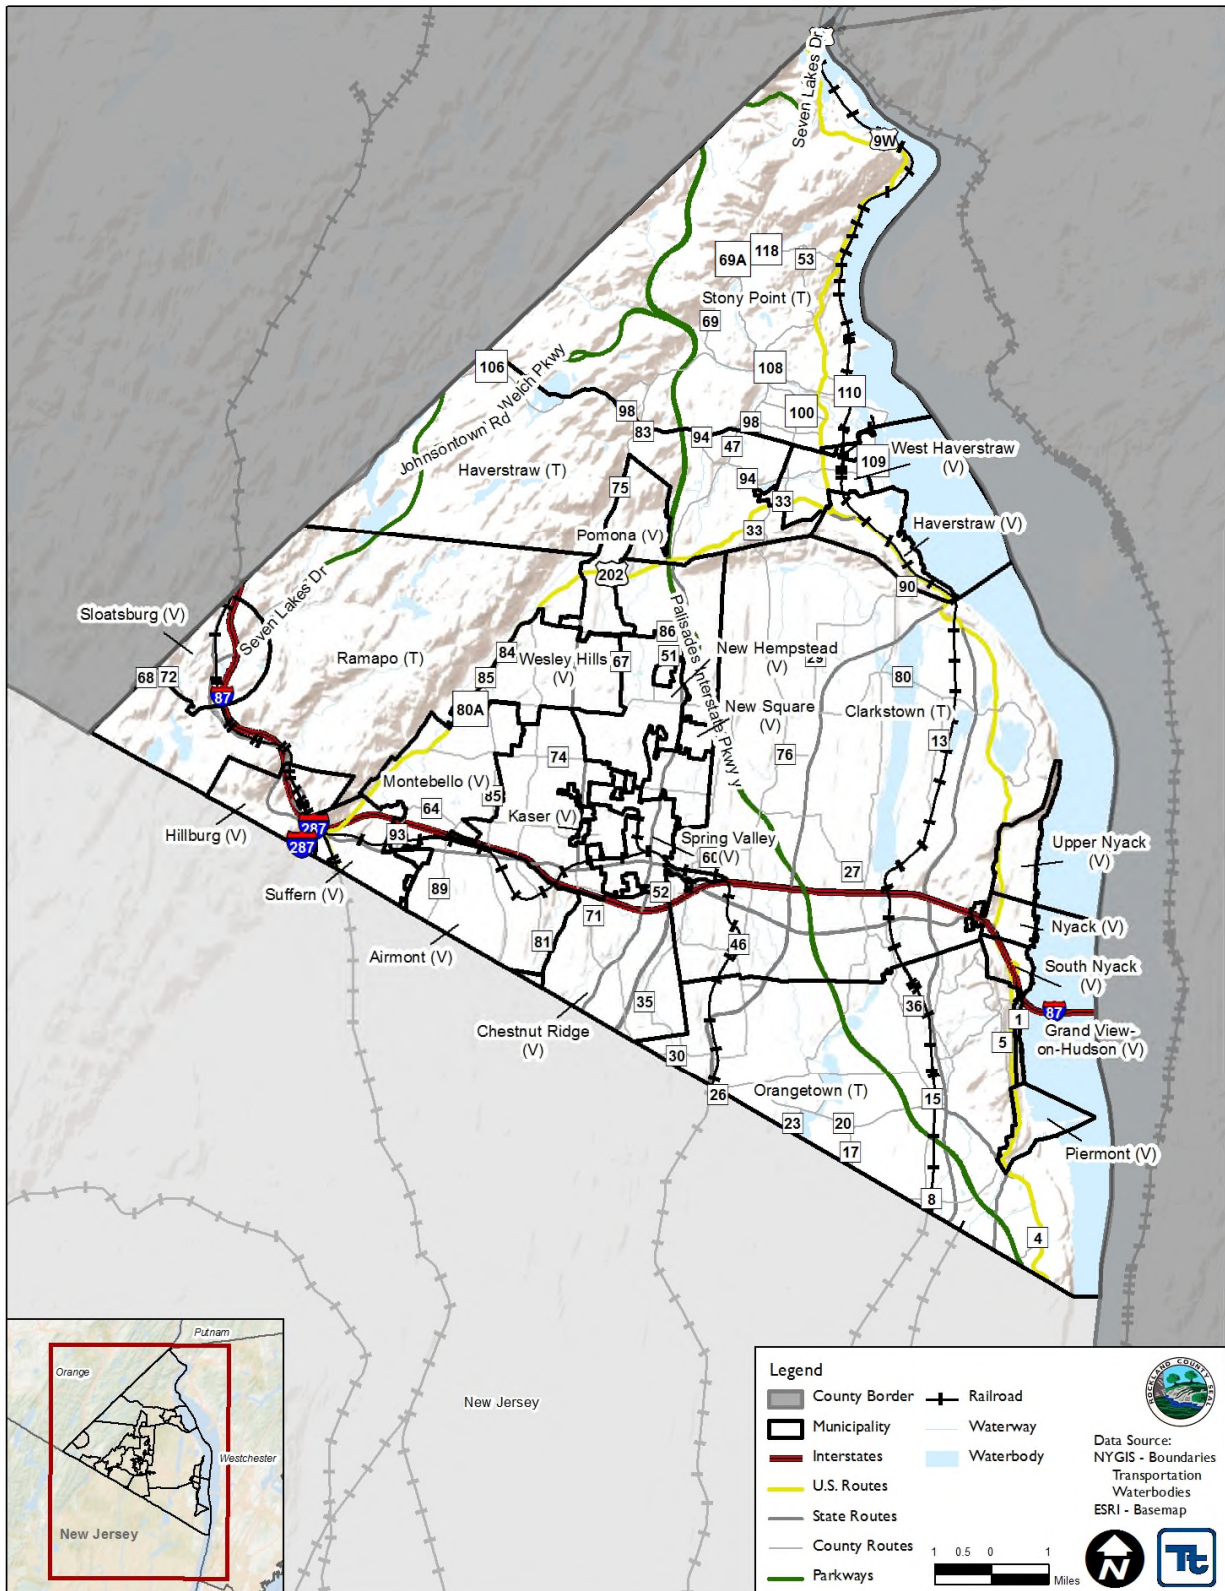 Seven Lakes Dr
9W
118
69A
53
Stony Point (T)
69
106
108
110
Welch Pkwy
Johnsontown Rd
98
100
98
83
94
47
West Haverstraw
(V)
109
Haverstraw (T)
94
75
33
33
Haverstraw (V)
Pomona (V)
202
90
Seven Lakes Dr
Sloatsburg (V)
Palisades Interstate Pkwy y
86
Ramapo (T)
84
Wesley Hills
(V)
67
51
New Hempstead
(V)
29
68
72
85
80
87
80A
New Square
(V)
Clarkstown (T)
13
74
76
Montebello (V)
85
64
Kaser (V)
Hillburg (V)
287
93
287
Spring Valley
(V)
60
Upper Nyack
(V)
27
Suffern (V)
89
52
71
Nyack (V)
81
46
Airmont (V)
South Nyack
(V)
35
36
87
1
Chestnut Ridge
(V)
5
Grand View-
on-Hudson (V)
30
26
Orangetown (T)
15
23
20
17
Piermont (V)
8
4
New Jersey
Putnam
Orange
Westchester
New Jersey
Legend
County Border
Municipality
Interstates
U.S. Routes
State Routes
County Routes
Parkways
Railroad
Waterway
Waterbody
ROCKLAND COUNTY SEAL
Data Source:
NYGIS - Boundaries
Transportation
Waterbodies
ESRI - Basemap
1 0.5 0 1
Miles
N
Tt